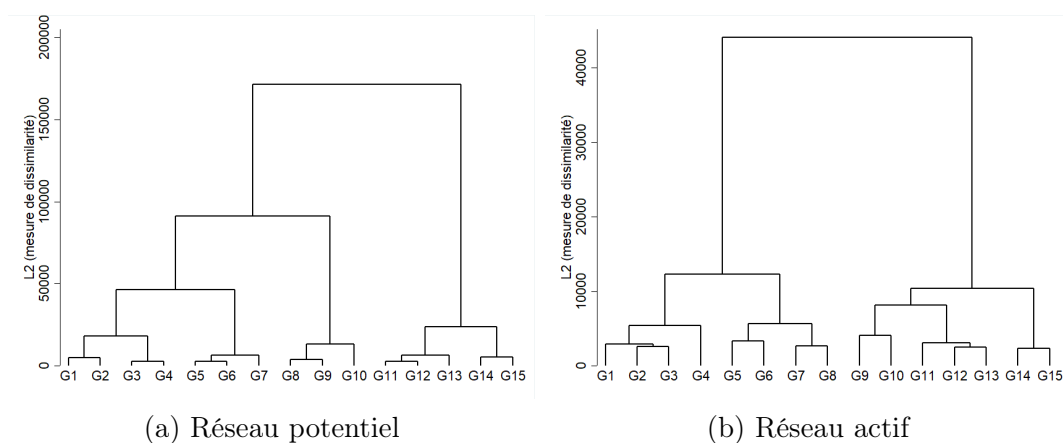 L2 (mesure de dissimilarité)
200000
150000
100000
50000
0
G1 G2 G3 G4 G5 G6 G7 G8 G9 G10 G11 G12 G13 G14 G15
(a) Réseau potentiel
L2 (mesure de dissimilarité)
40000
30000
20000
10000
0
G1 G2 G3 G4 G5 G6 G7 G8 G9 G10 G11 G12 G13 G14 G15
(b) Réseau actif